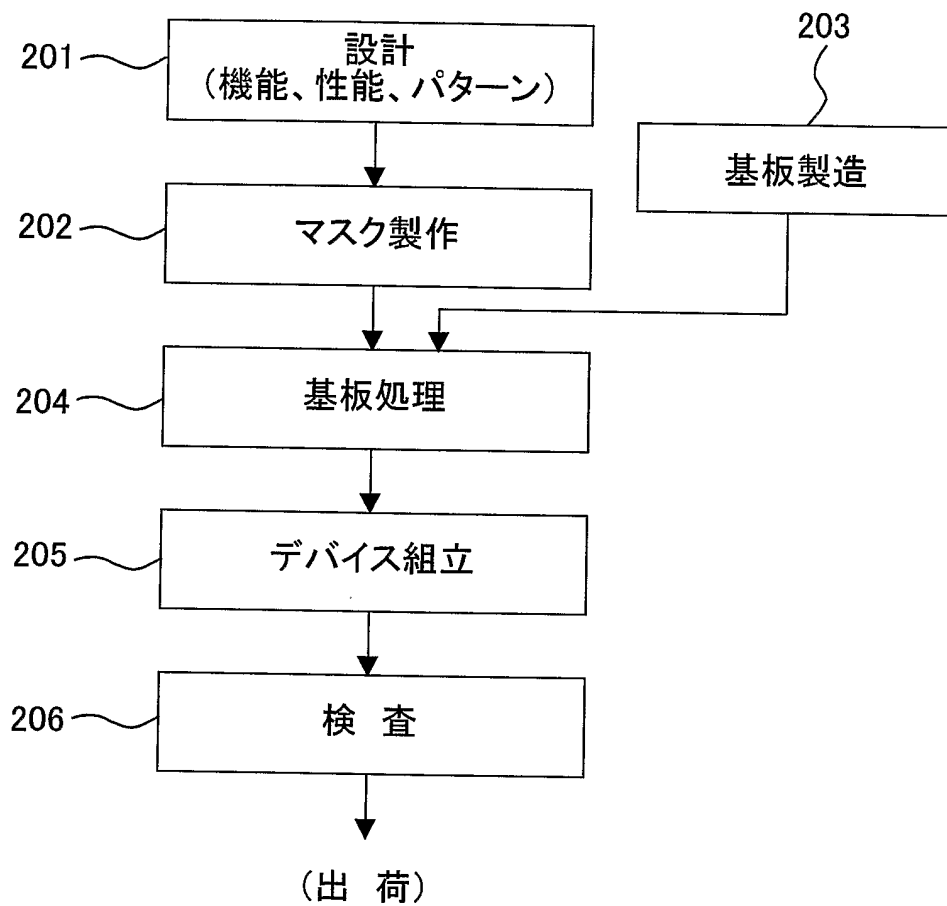 201
設計
(機能、性能、パターン)
203
基板製造
202
マスク製作
204
基板処理
205
デバイス組立
206
検 査
(出 荷)